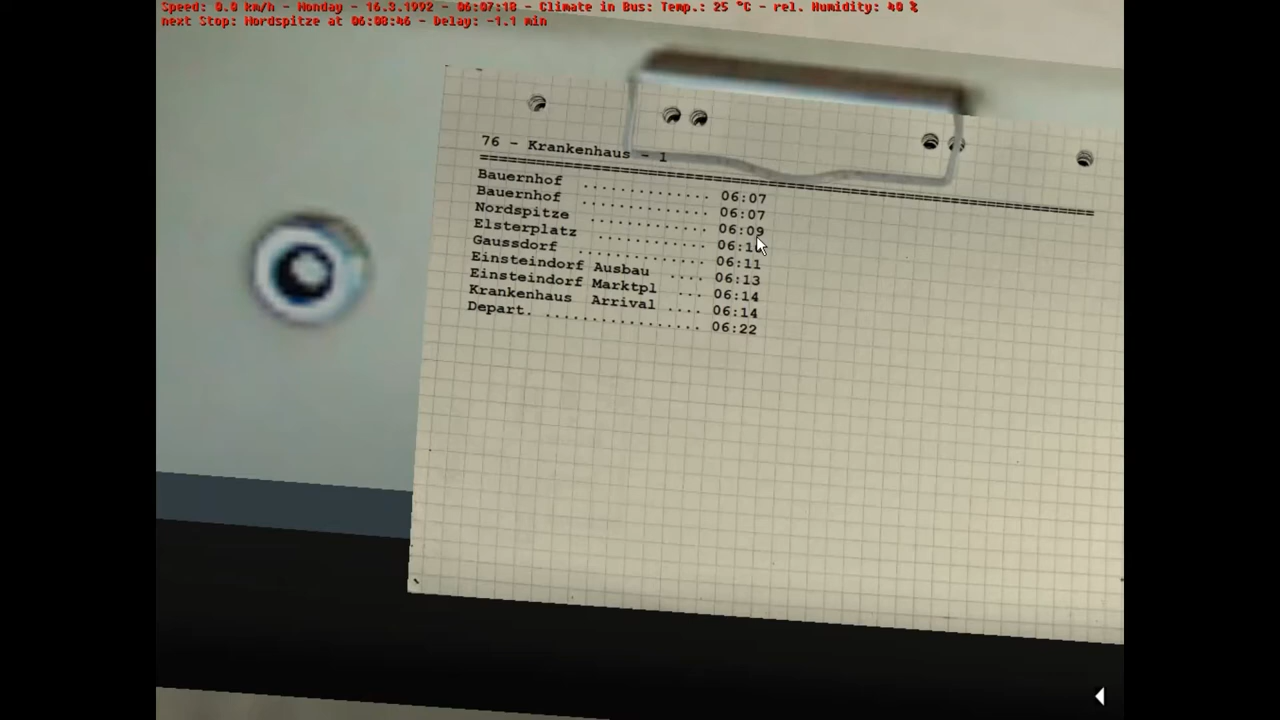 Speed: 0.0 km/h - Monday - 16.3.1992 - 06:07:18 - Climate in Bus: Temp.: 25 °C - rel. Humidity: 40 %
next Stop: Nordspitze at 06:08:46 - Delay: -1.1 min
76 - Krankenhaus - 1
Bauernhof ............. 06:07
Bauernhof ............. 06:07
Nordspitze ............ 06:09
Elsterplatz ...........
Gaussdorf ............. 06:11
Einsteindorf Ausbau .... 06:13
Einsteindorf Marktpl ... 06:14
Krankenhaus Arrival .... 06:14
Depart. .................. 06:22